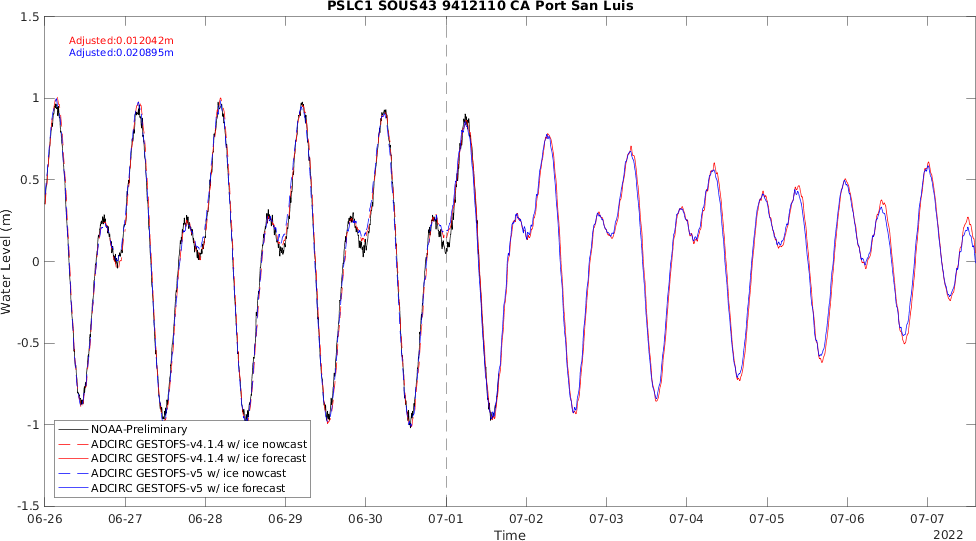 PSLC1 SOUS43 9412110 CA Port San Luis
Adjusted:0.012042m
Adjusted:0.020895m
1.5
1
0.5
0
-0.5
-1
-1.5
Water Level (m)
NOAA-Preliminary
ADCIRC GESTOFS-v4.1.4 w/ ice nowcast
ADCIRC GESTOFS-v4.1.4 w/ ice forecast
ADCIRC GESTOFS-v5 w/ ice nowcast
ADCIRC GESTOFS-v5 w/ ice forecast
06-26 06-27 06-28 06-29 06-30 07-01 07-02 07-03 07-04 07-05 07-06 07-07
Time
2022